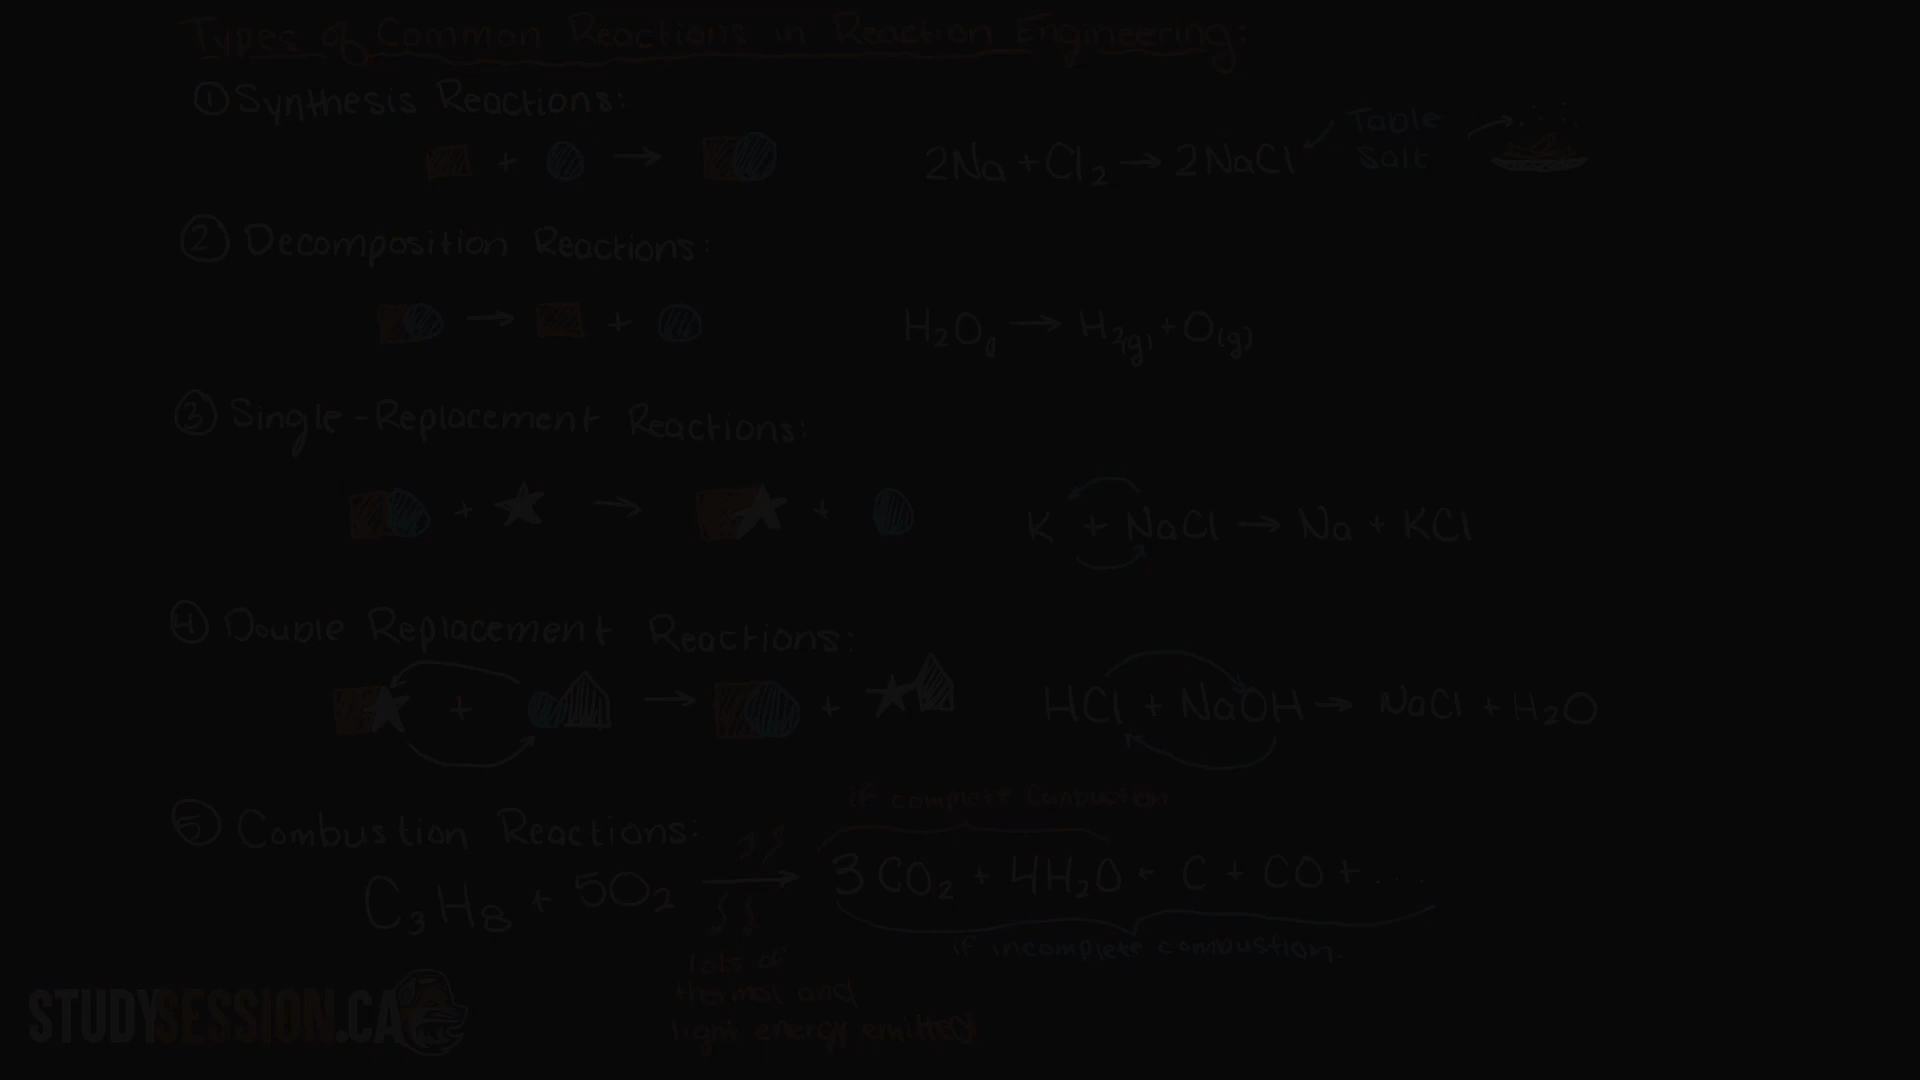 Types of Common Reactions in Reaction Engineering:
① Synthesis Reactions:
+ → 2Na + Cl₂ → 2NaCl Table Salt
② Decomposition Reactions:
→ + H₂Oₗ → H₂(g) + O(g)
③ Single-Replacement Reactions:
+ → + K + NaCl → Na + KCl
④ Double Replacement Reactions:
+ → + HCl + NaOH → NaCl + H₂O
if complete combustion
⑤ Combustion Reactions:
C₃H₈ + 5O₂ → 3CO₂ + 4H₂O + C + CO + ....
if incomplete combustion.
lots of
thermal and
light energy emitted
STUDYSESSION.CA